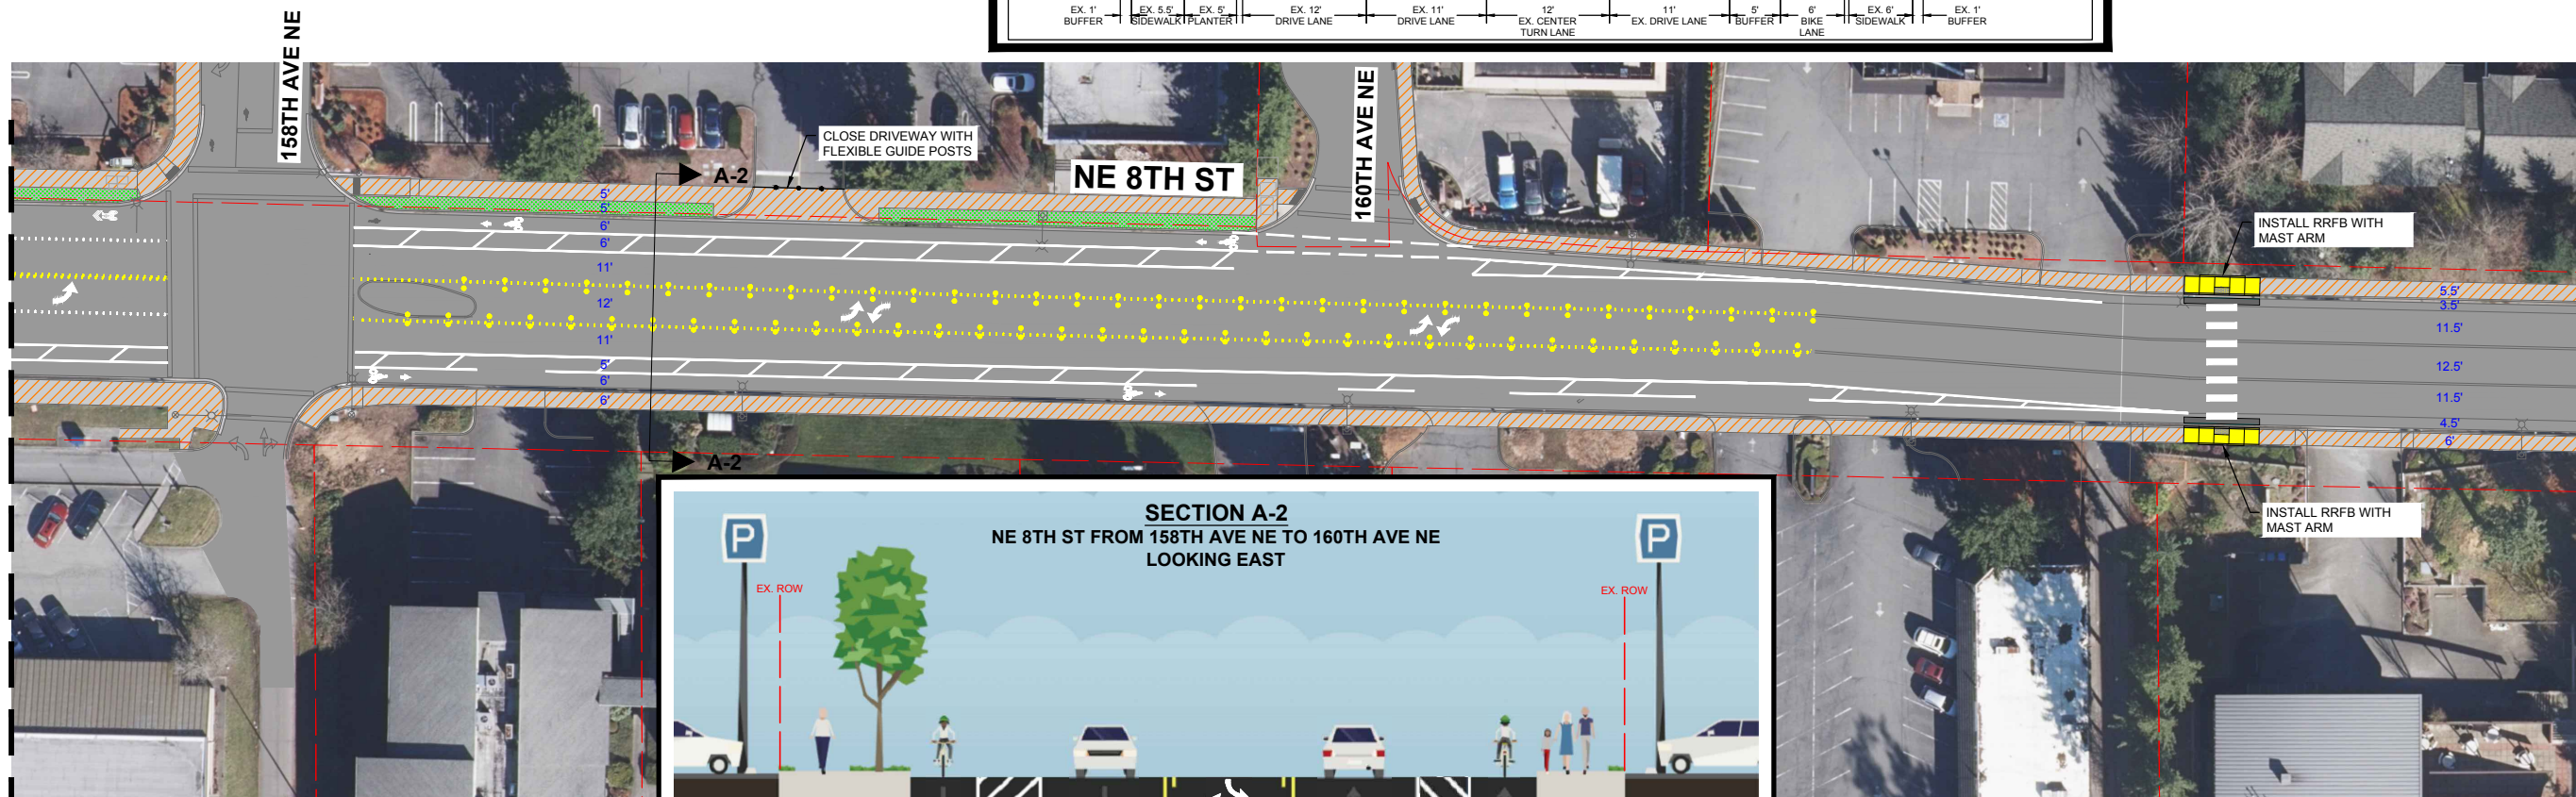 EX. 1'
BUFFER
EX. 5.5'
SIDEWALK
EX. 5'
PLANTER
EX. 12'
DRIVE LANE
EX. 11'
DRIVE LANE
12'
EX. CENTER
TURN LANE
11'
EX. DRIVE LANE
5'
BUFFER
6'
BIKE
LANE
EX. 6'
SIDEWALK
EX. 1'
BUFFER
158TH AVE NE
CLOSE DRIVEWAY WITH
FLEXIBLE GUIDE POSTS
A-2
NE 8TH ST
160TH AVE NE
INSTALL RRFB WITH
MAST ARM
5'
5'
6'
6'
11'
12'
11'
5'
6'
6'
5.5'
3.5'
11.5'
12.5'
11.5'
4.5'
6'
A-2
INSTALL RRFB WITH
MAST ARM
SECTION A-2
NE 8TH ST FROM 158TH AVE NE TO 160TH AVE NE
LOOKING EAST
P
P
EX. ROW
EX. ROW